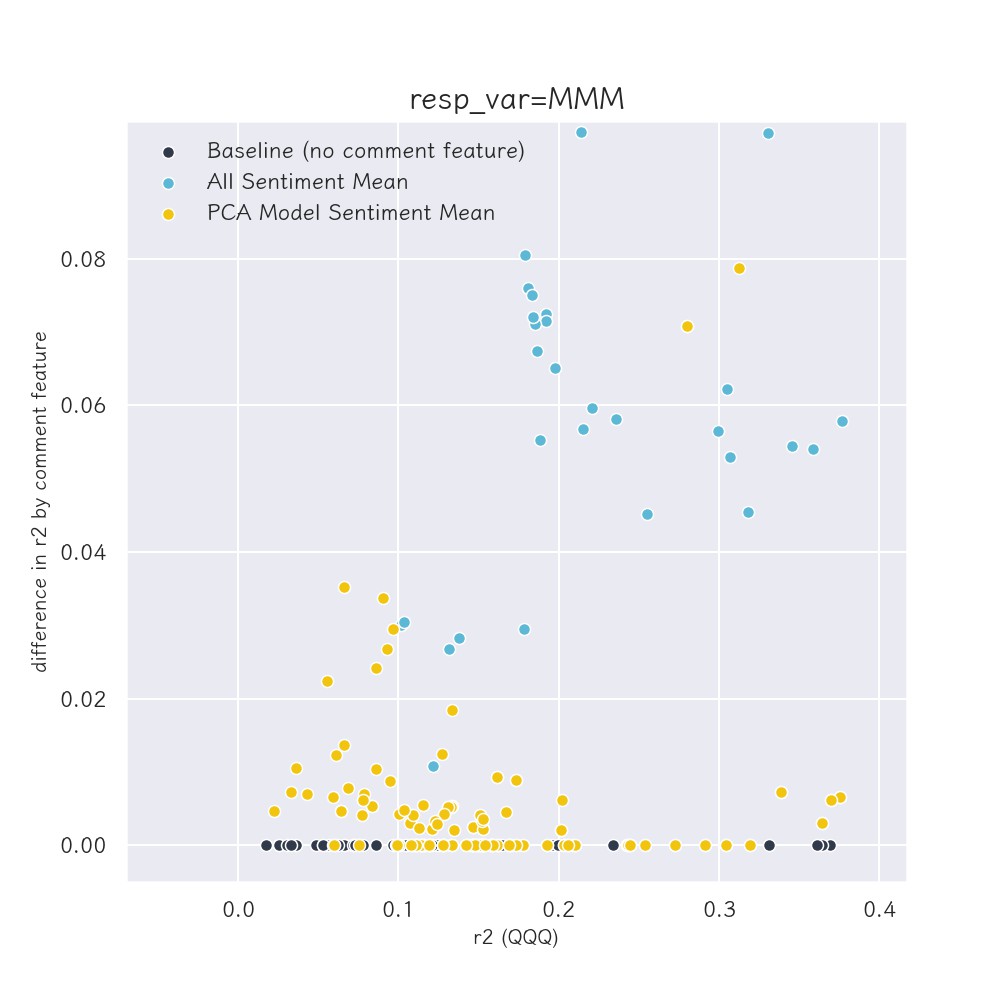 resp_var=MMM
Baseline (no comment feature)
All Sentiment Mean
PCA Model Sentiment Mean
difference in r2 by comment feature
0.08
0.06
0.04
0.02
0.00
0.0 0.1 0.2 0.3 0.4
r2 (QQQ)